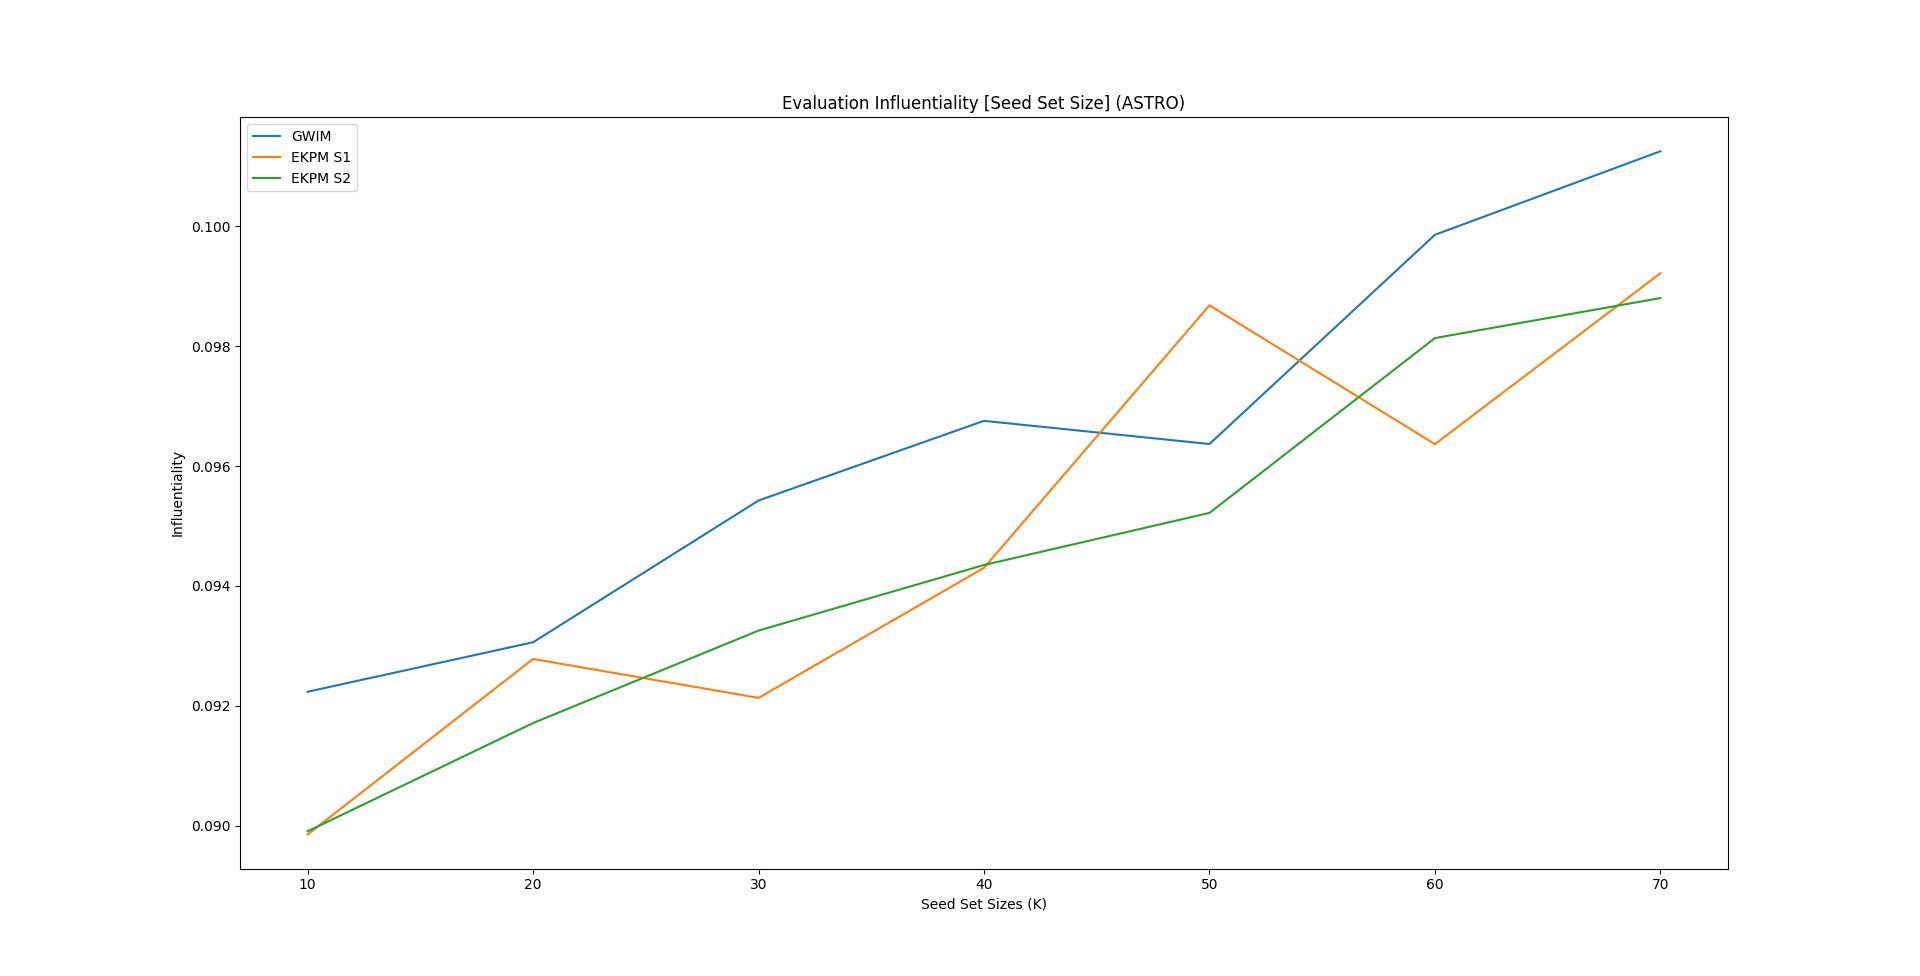 Evaluation Influentiality [Seed Set Size] (ASTRO)
GWIM
EKPM S1
EKPM S2
0.100
0.098
0.096
0.094
0.092
0.090
Influentiality
10 20 30 40 50 60 70
Seed Set Sizes (K)